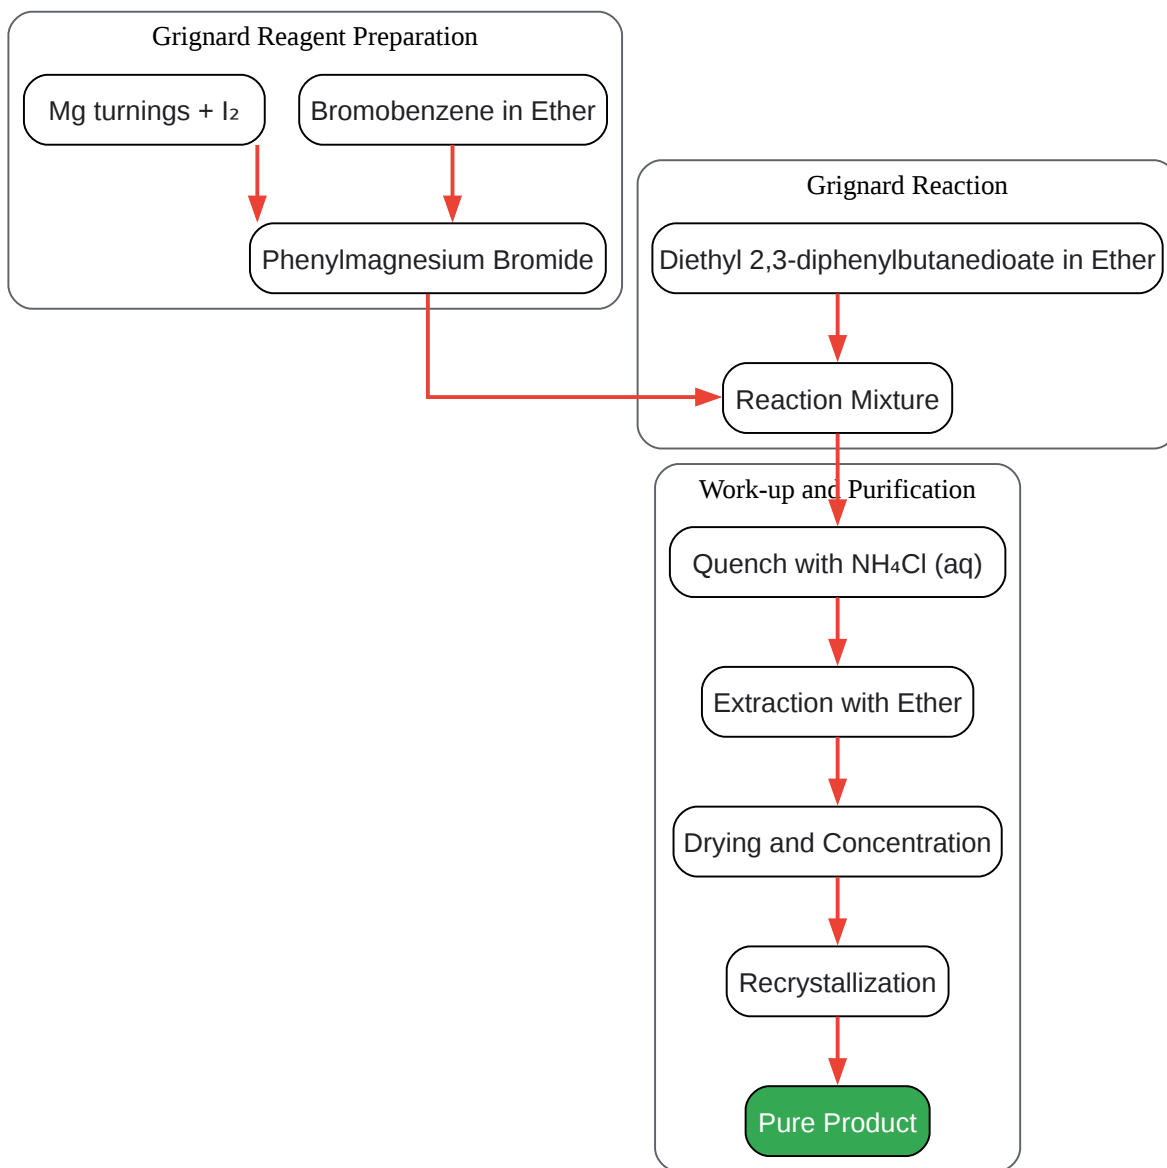 Grignard Reagent Preparation
Mg turnings + I₂
Bromobenzene in Ether
Phenylmagnesium Bromide
Grignard Reaction
Diethyl 2,3-diphenylbutanedioate in Ether
Reaction Mixture
Work-up and Purification
Quench with NH₄Cl (aq)
Extraction with Ether
Drying and Concentration
Recrystallization
Pure Product